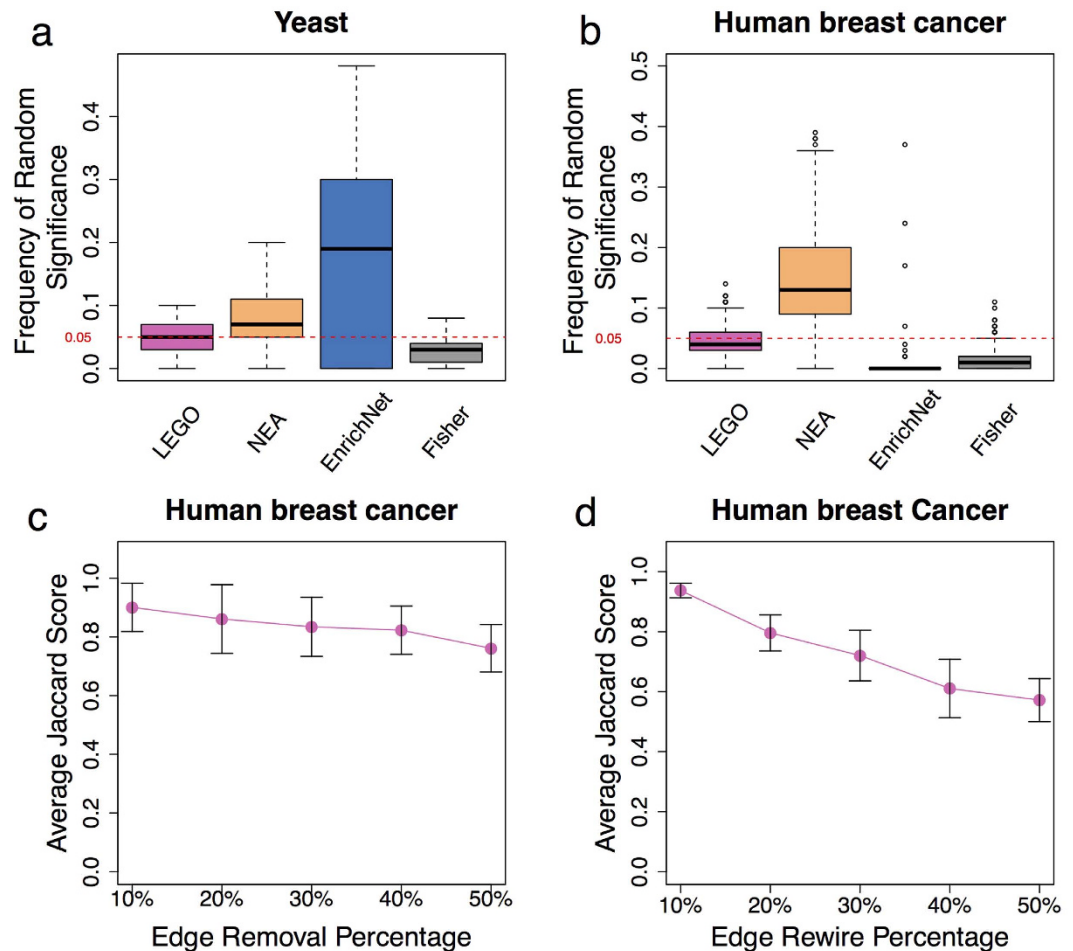 a
Yeast
Frequency of Random
Significance
0.4
0.3
0.2
0.1
0.05
0.0
LEGO
NEA
EnrichNet
Fisher
b
Human breast cancer
Frequency of Random
Significance
0.5
0.4
0.3
0.2
0.1
0.05
0.0
LEGO
NEA
EnrichNet
Fisher
c
Human breast cancer
Average Jaccard Score
1.0
0.8
0.6
0.4
0.2
0.0
10% 20% 30% 40% 50%
Edge Removal Percentage
d
Human breast Cancer
Average Jaccard Score
1.0
0.8
0.6
0.4
0.2
0.0
10% 20% 30% 40% 50%
Edge Rewire Percentage